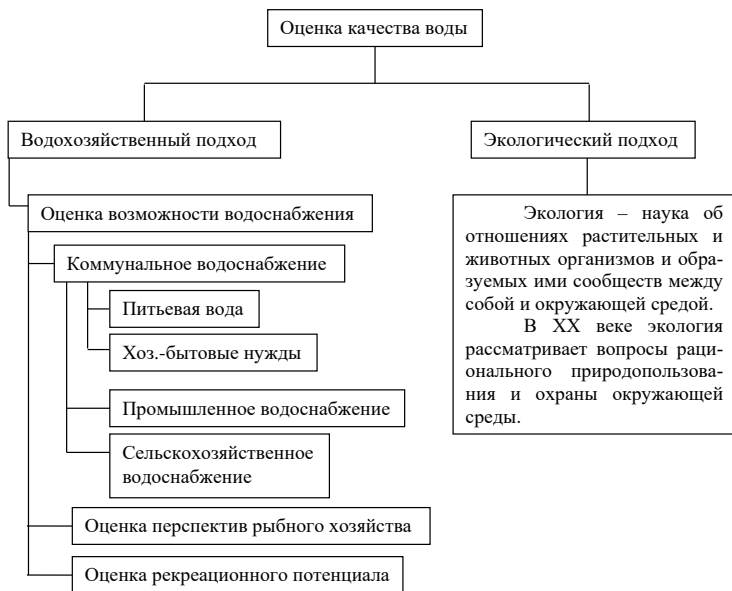 Оценка качества воды
Водохозяйственный подход
Экологический подход
Оценка возможности водоснабжения
Коммунальное водоснабжение
Питьевая вода
Хоз.-бытовые нужды
Промышленное водоснабжение
Сельскохозяйственное
водоснабжение
Оценка перспектив рыбного хозяйства
Оценка рекреационного потенциала
Экология – наука об
отношениях растительных и
животных организмов и обра-
зуемых ими сообществ между
собой и окружающей средой.
В XX веке экология
рассматривает вопросы раци-
онального природопользова-
ния и охраны окружающей
среды.